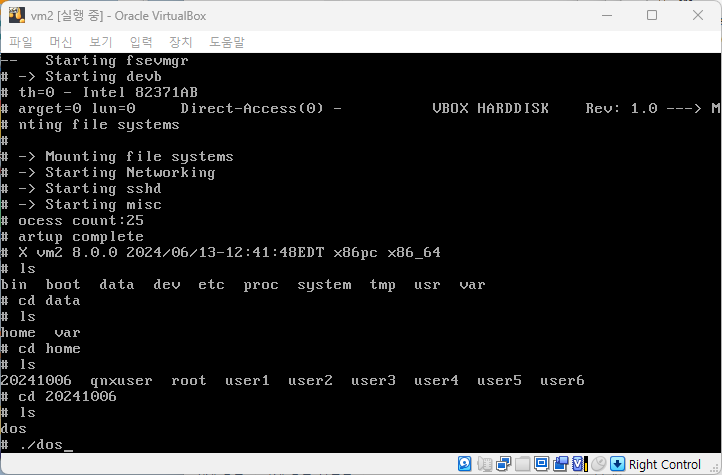 vm2 [실행 중] - Oracle VirtualBox
파일 머신 보기 입력 장치 도움말
--   Starting fsevmgr
# -> Starting devb
# th=0 - Intel 82371AB
# arget=0 lun=0     Direct-Access(0) -          VBOX HARDDISK    Rev: 1.0 ---> M
# nting file systems
#
# -> Mounting file systems
# -> Starting Networking
# -> Starting sshd
# -> Starting misc
# ocess count:25
# artup complete
# X vm2 8.0.0 2024/06/13-12:41:48EDT x86pc x86_64
# ls
bin  boot  data  dev  etc  proc  system  tmp  usr  var
# cd data
# ls
home  var
# cd home
# ls
20241006  qnxuser  root  user1  user2  user3  user4  user5  user6
# cd 20241006
# ls
dos
# ./dos_
Right Control